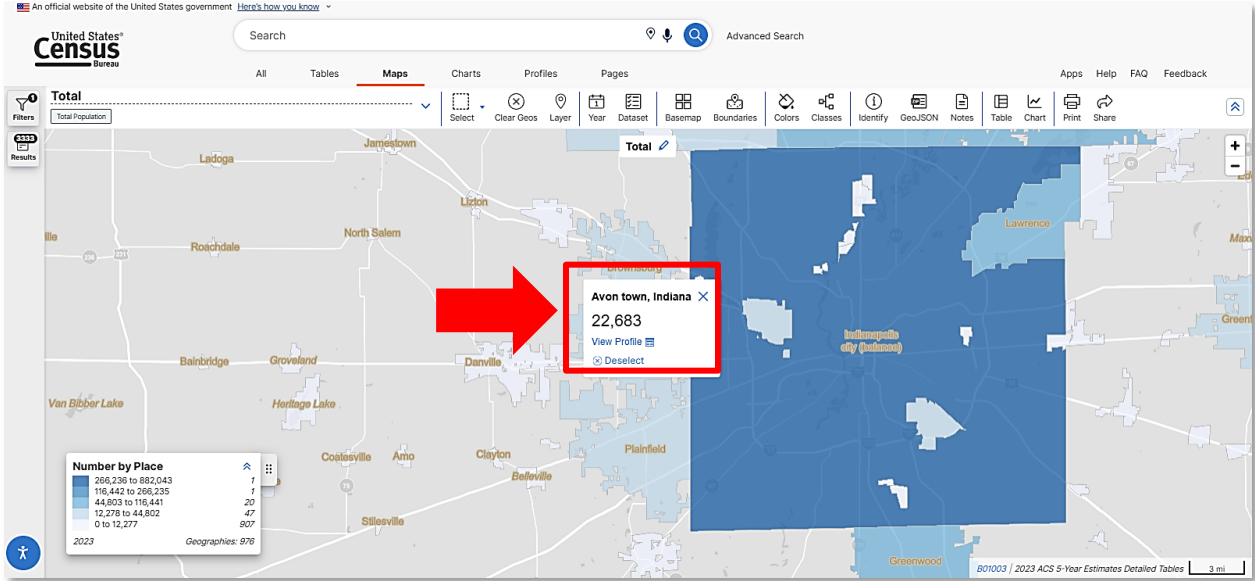 An official website of the United States government Here's how you know
United States®
Census
Bureau
Search
Advanced Search
All Tables Maps Charts Profiles Pages
Apps Help FAQ Feedback
1
Filters
3333
Results
Total
Total Population
Select Clear Geos Layer Year Dataset Basemap Boundaries Colors Classes Identify GeoJSON Notes Table Chart Print Share
Total
+
−
Jamestown
Ladoga
Lizton
North Salem
Roachdale
236
231
67
Lawrence
Brownsburg
Avon town, Indiana
22,683
View Profile
Deselect
Indianapolis
city (balance)
Bainbridge
Groveland
Danville
Van Bibber Lake
Heritage Lake
Coatesville
Amo
Clayton
Plainfield
Belleville
75
Stilesville
Greenwood
Number by Place
266,236 to 882,043 1
116,442 to 266,235 1
44,803 to 116,441 20
12,278 to 44,802 47
0 to 12,277 907
2023 Geographies: 976
B01003 | 2023 ACS 5-Year Estimates Detailed Tables
3 mi